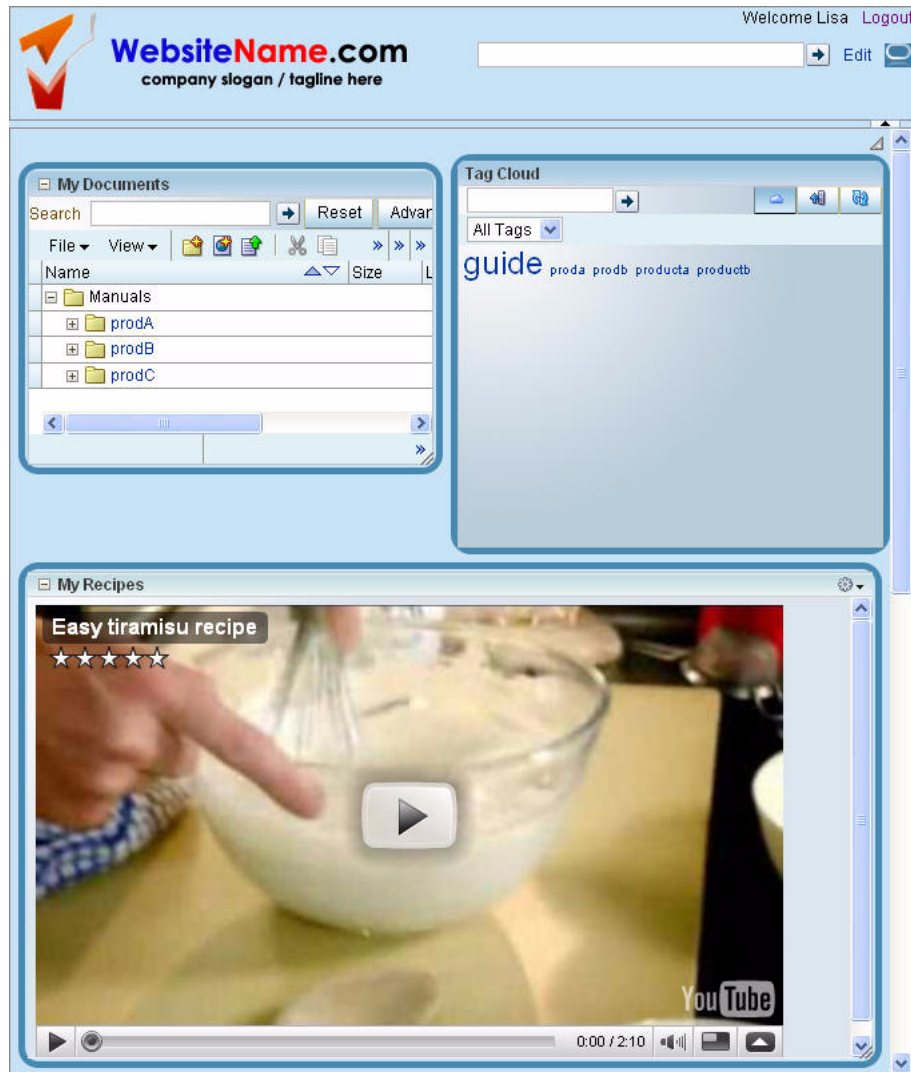 Welcome Lisa Logout
WebsiteName.com
company slogan / tagline here
Edit
My Documents
Search
Reset
Advar
File
View
Name
Size
L
Manuals
prodA
prodB
prodC
Tag Cloud
All Tags
guide proda prodb producta productb
My Recipes
Easy tiramisu recipe
YouTube
0:00 / 2:10